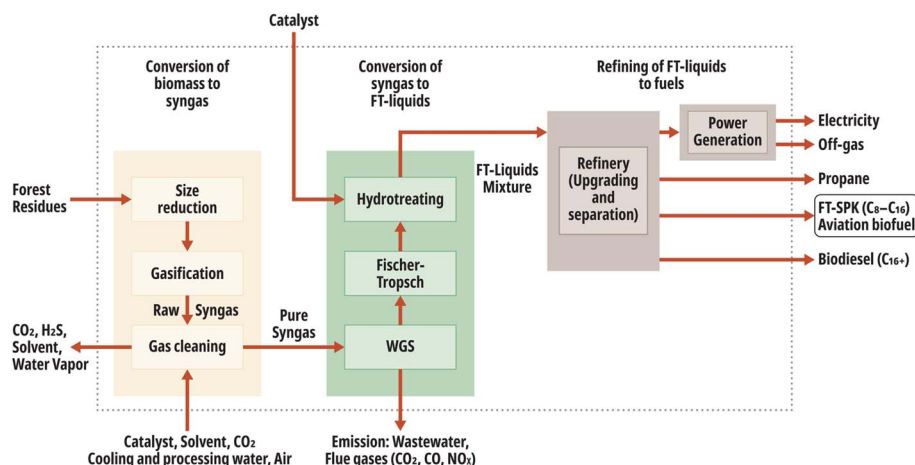 Catalyst
Conversion of
biomass to
syngas
Conversion of
syngas to
FT-liquids
Refining of FT-liquids
to fuels
Forest
Residues
Size
reduction
Gasification
Raw Syngas
Gas cleaning
CO₂, H₂S,
Solvent,
Water Vapor
Catalyst, Solvent, CO₂
Cooling and processing water, Air
Pure
Syngas
Hydrotreating
Fischer-
Tropsch
WGS
Emission: Wastewater,
Flue gases (CO₂, CO, NOₓ)
FT-Liquids
Mixture
Refinery
(Upgrading
and
separation)
Power
Generation
Electricity
Off-gas
Propane
FT-SPK (C₈–C₁₆)
Aviation biofuel
Biodiesel (C₁₆₊)